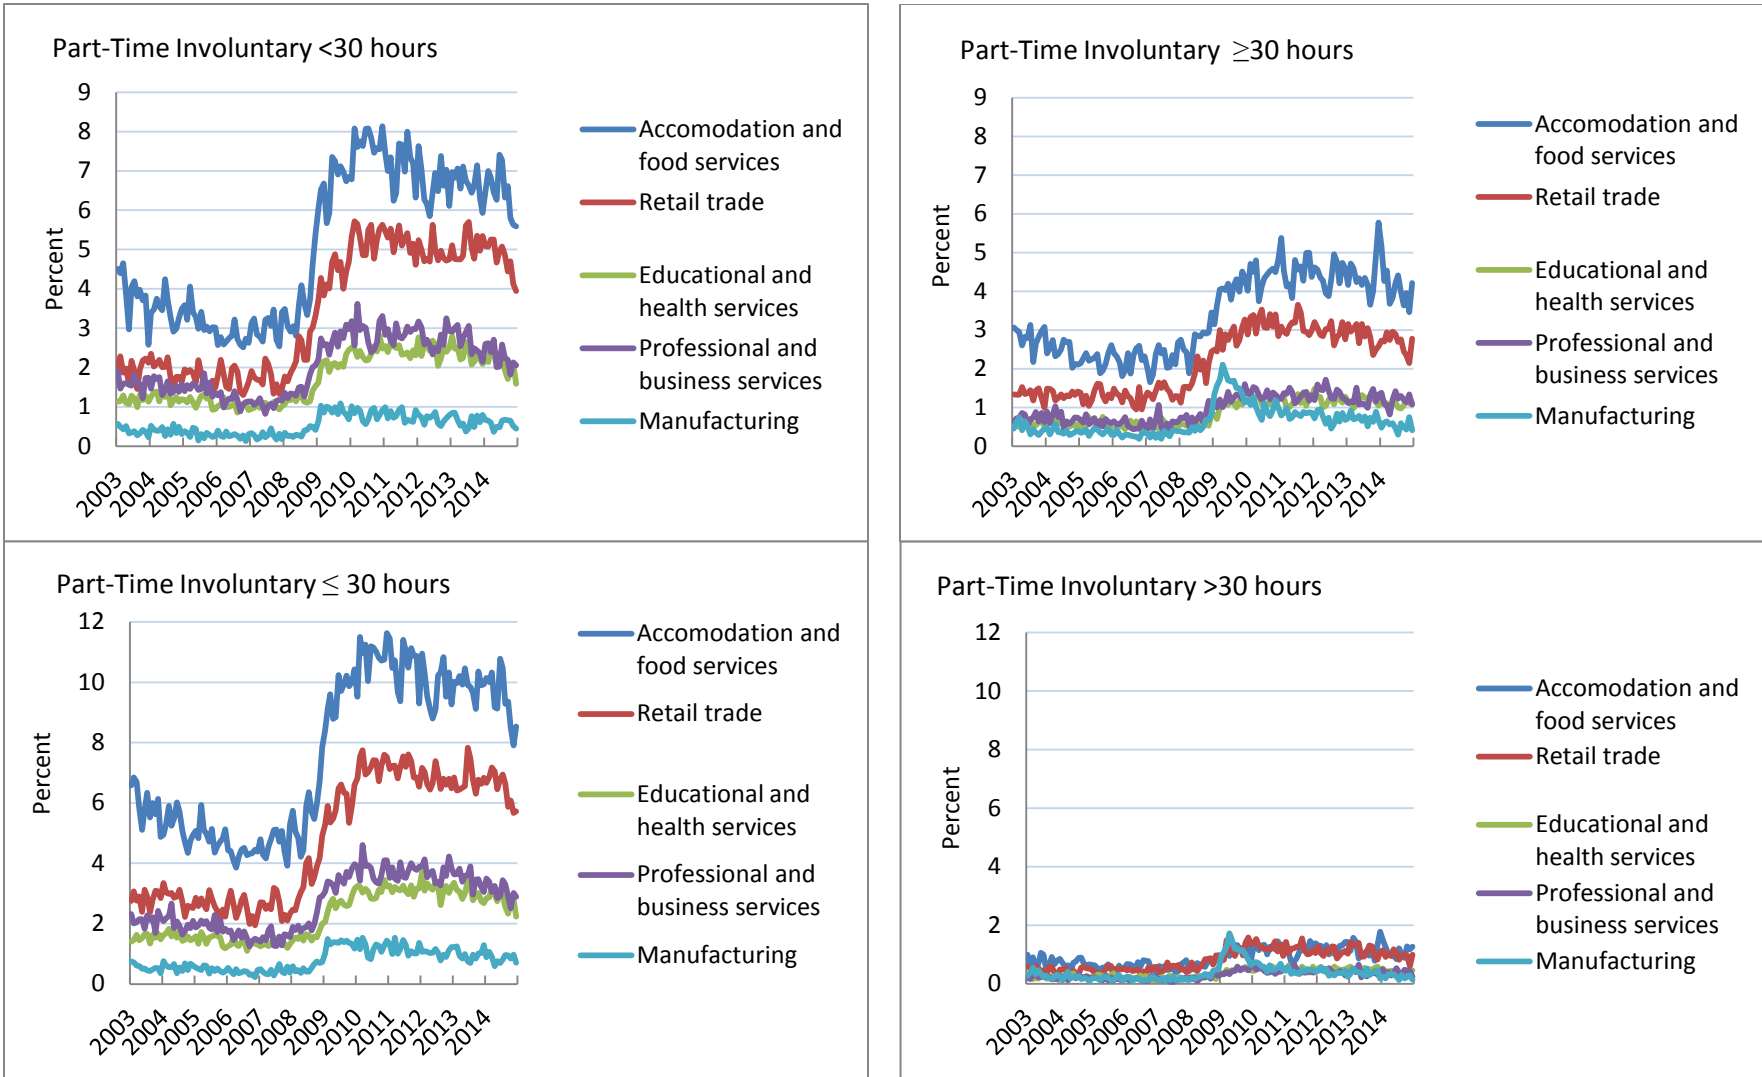 Part-Time Involuntary <30 hours
9
8
7
6
5
4
3
2
1
0
Percent
2003
2004
2005
2006
2007
2008
2009
2010
2011
2012
2013
2014
Accomodation and
food services
Retail trade
Educational and
health services
Professional and
business services
Manufacturing
Part-Time Involuntary ≥30 hours
9
8
7
6
5
4
3
2
1
0
Percent
2003
2004
2005
2006
2007
2008
2009
2010
2011
2012
2013
2014
Accomodation and
food services
Retail trade
Educational and
health services
Professional and
business services
Manufacturing
Part-Time Involuntary ≤ 30 hours
12
10
8
6
4
2
0
Percent
2003
2004
2005
2006
2007
2008
2009
2010
2011
2012
2013
2014
Accomodation and
food services
Retail trade
Educational and
health services
Professional and
business services
Manufacturing
Part-Time Involuntary >30 hours
12
10
8
6
4
2
0
Percent
2003
2004
2005
2006
2007
2008
2009
2010
2011
2012
2013
2014
Accomodation and
food services
Retail trade
Educational and
health services
Professional and
business services
Manufacturing